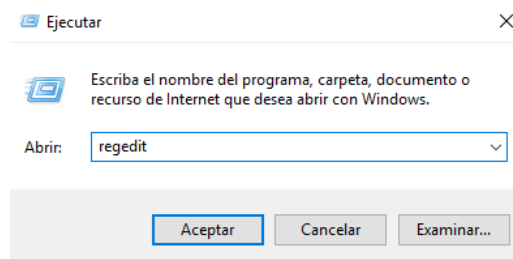 Ejecutar
Escriba el nombre del programa, carpeta, documento o
recurso de Internet que desea abrir con Windows.
Abrir:
regedit
Aceptar
Cancelar
Examinar...